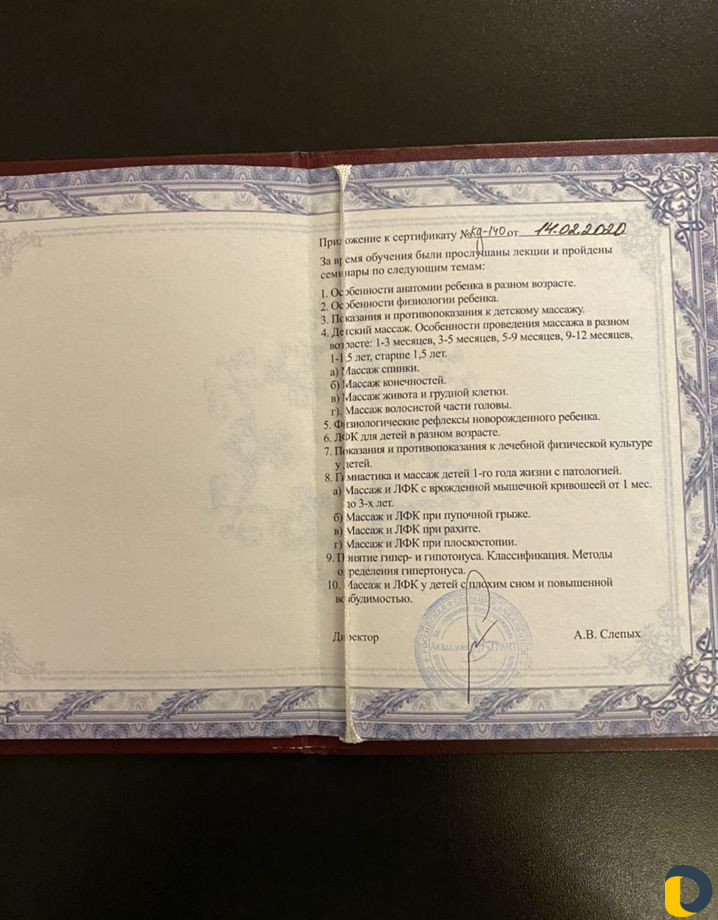 Приложение к сертификату № КД-140 от 14.02.2020
За время обучения были прослушаны лекции и пройдены
семинары по следующим темам:
1. Особенности анатомии ребенка в разном возрасте.
2. Особенности физиологии ребенка.
3. Показания и противопоказания к детскому массажу.
4. Детский массаж. Особенности проведения массажа в разном
возрасте: 1-3 месяцев, 3-5 месяцев, 5-9 месяцев, 9-12 месяцев,
1-1,5 лет, старше 1,5 лет.
а) Массаж спинки.
б) Массаж конечностей.
в) Массаж живота и грудной клетки.
г). Массаж волосистой части головы.
5. Физиологические рефлексы новорожденного ребенка.
6. ЛФК для детей в разном возрасте.
7. Показания и противопоказания к лечебной физической культуре
у детей.
8. Гимнастика и массаж детей 1-го года жизни с патологией.
а) Массаж и ЛФК с врожденной мышечной кривошеей от 1 мес.
до 3-х лет.
б) Массаж и ЛФК при пупочной грыже.
в) Массаж и ЛФК при рахите.
г) Массаж и ЛФК при плоскостопии.
9. Понятие гипер- и гипотонуса. Классификация. Методы
определения гипертонуса.
10. Массаж и ЛФК у детей с плохим сном и повышенной
возбудимостью.
Директор А.В. Слепых